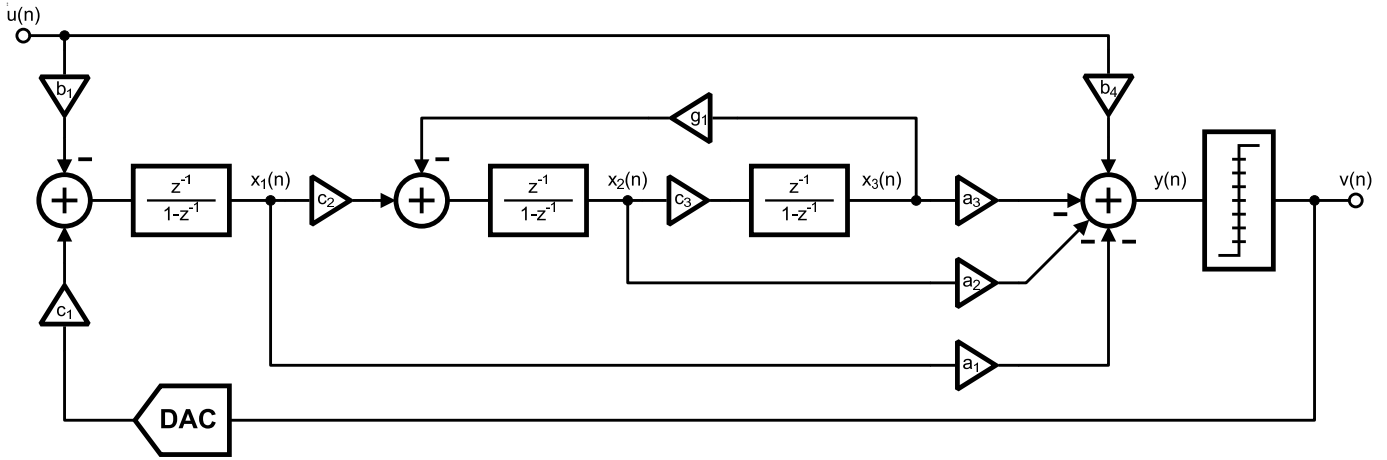 u(n)
b1
b4
g1
−
−
z-1
1-z-1
x1(n)
c2
z-1
1-z-1
x2(n)
c3
z-1
1-z-1
x3(n)
a3
y(n)
v(n)
+
+
+
−
− −
a2
c1
a1
DAC